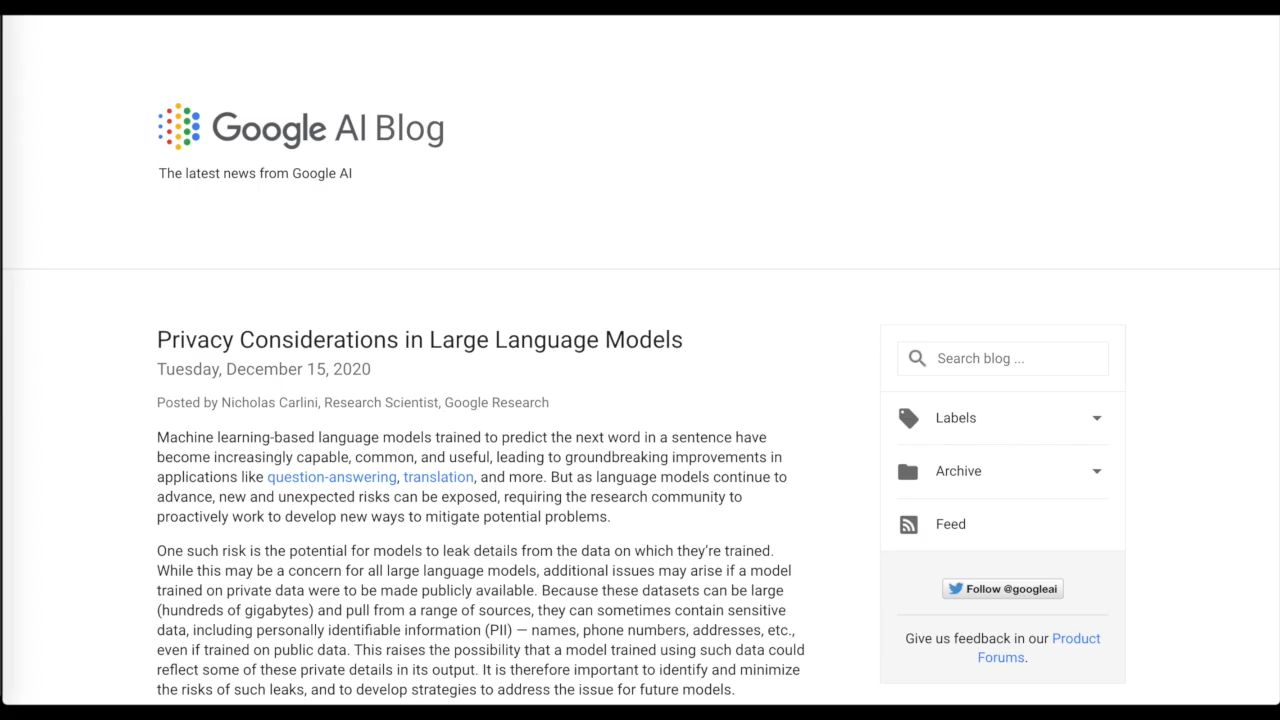 Google AI Blog
The latest news from Google AI
Privacy Considerations in Large Language Models
Tuesday, December 15, 2020
Posted by Nicholas Carlini, Research Scientist, Google Research
Machine learning-based language models trained to predict the next word in a sentence have
become increasingly capable, common, and useful, leading to groundbreaking improvements in
applications like question-answering, translation, and more. But as language models continue to
advance, new and unexpected risks can be exposed, requiring the research community to
proactively work to develop new ways to mitigate potential problems.
One such risk is the potential for models to leak details from the data on which they’re trained.
While this may be a concern for all large language models, additional issues may arise if a model
trained on private data were to be made publicly available. Because these datasets can be large
(hundreds of gigabytes) and pull from a range of sources, they can sometimes contain sensitive
data, including personally identifiable information (PII) — names, phone numbers, addresses, etc.,
even if trained on public data. This raises the possibility that a model trained using such data could
reflect some of these private details in its output. It is therefore important to identify and minimize
the risks of such leaks, and to develop strategies to address the issue for future models.
Search blog ...
Labels
Archive
Feed
Follow @googleai
Give us feedback in our Product
Forums.